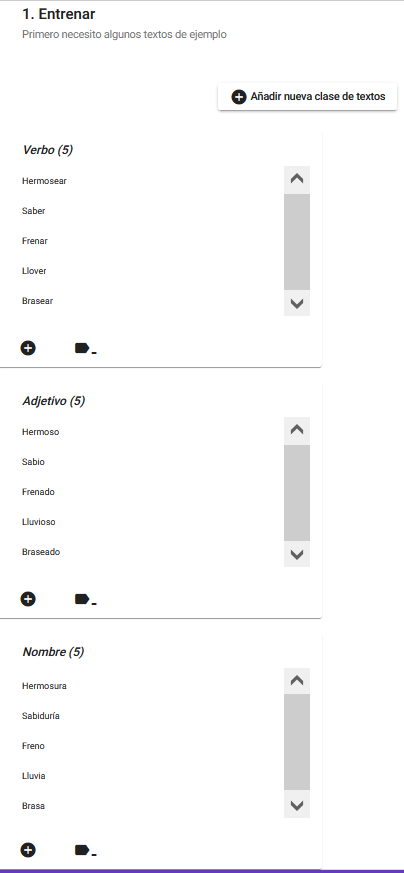 1. Entrenar
Primero necesito algunos textos de ejemplo
Añadir nueva clase de textos
Verbo (5)
Hermosear
Saber
Frenar
Llover
Brasear
Adjetivo (5)
Hermoso
Sabio
Frenado
Lluvioso
Braseado
Nombre (5)
Hermosura
Sabiduría
Freno
Lluvia
Brasa